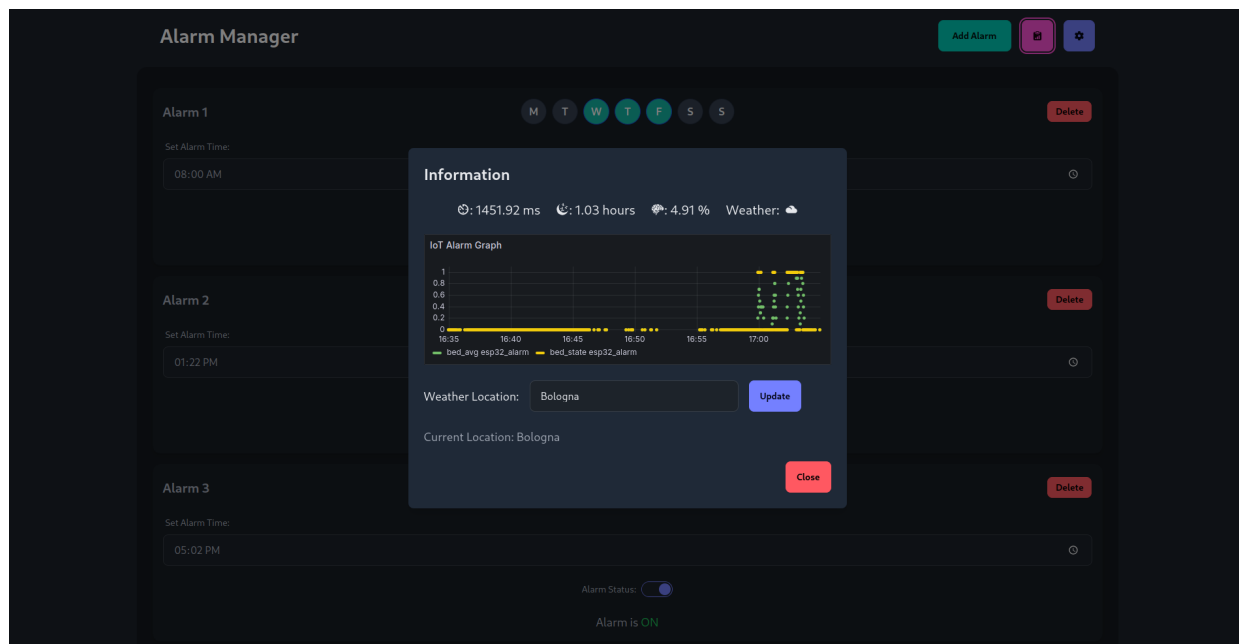 Alarm Manager
Add Alarm
Alarm 1
M T W T F S S
Delete
Set Alarm Time:
08:00 AM
Information
: 1451.92 ms : 1.03 hours : 4.91 % Weather:
IoT Alarm Graph
1
0.8
0.6
0.4
0.2
0
16:35 16:40 16:45 16:50 16:55 17:00
bed_avg esp32_alarm bed_state esp32_alarm
Weather Location: Bologna Update
Current Location: Bologna
Close
Alarm 2
Delete
Set Alarm Time:
01:22 PM
Alarm 3
Delete
Set Alarm Time:
05:02 PM
Alarm Status:
Alarm is ON